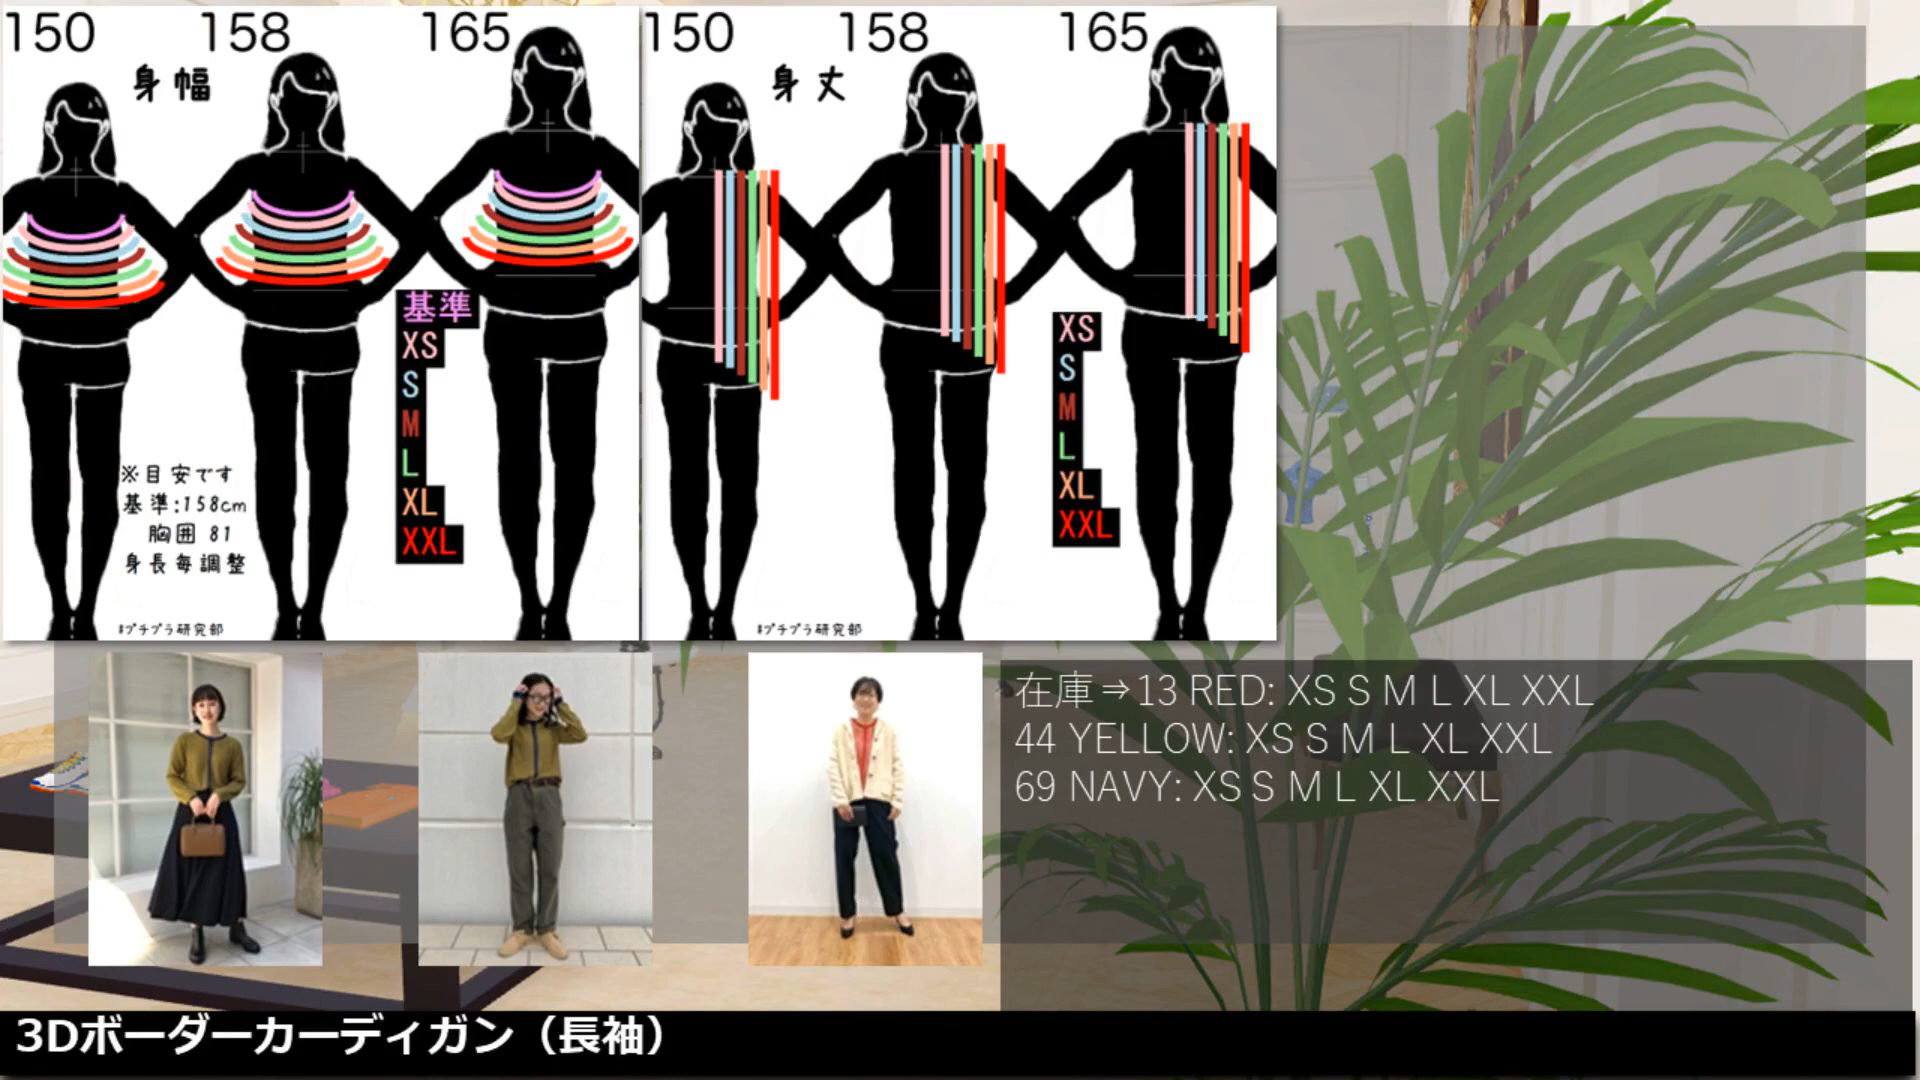 150 158 165
身幅
基準
XS
S
M
L
XL
XXL
※目安です
基準:158cm
胸囲 81
身長毎調整
#プチプラ研究部
150 158 165
身丈
XS
S
M
L
XL
XXL
#プチプラ研究部
在庫⇒13 RED: XS S M L XL XXL
44 YELLOW: XS S M L XL XXL
69 NAVY: XS S M L XL XXL
3Dボーダーカーディガン（長袖）